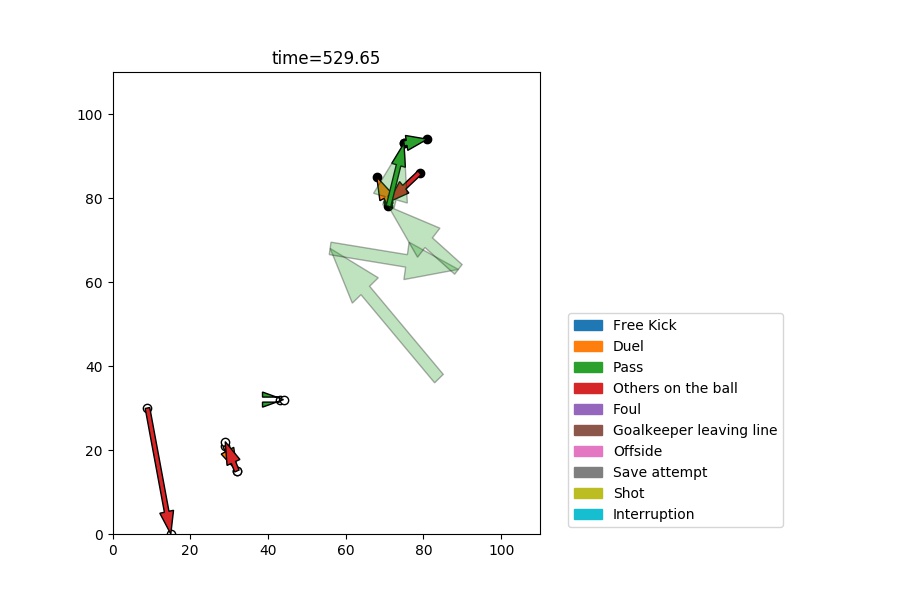 time=529.65
100
80
60
40
20
0
0 20 40 60 80 100
Free Kick
Duel
Pass
Others on the ball
Foul
Goalkeeper leaving line
Offside
Save attempt
Shot
Interruption